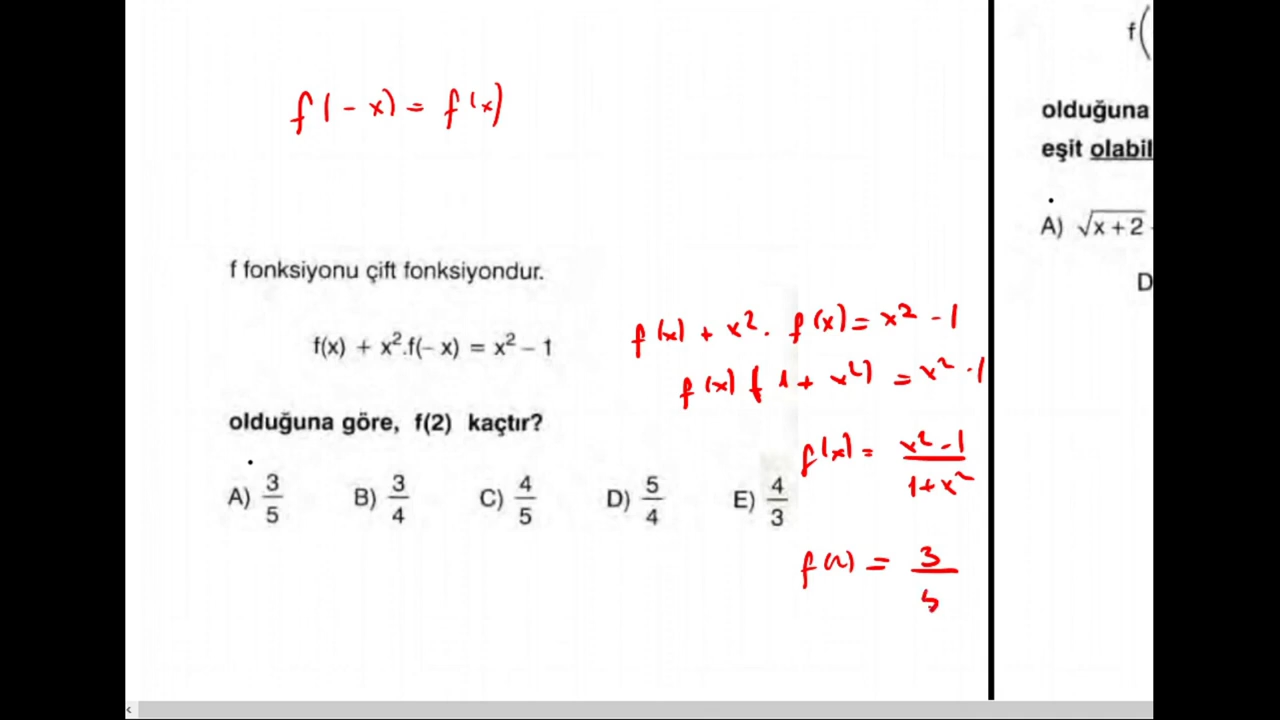 f(-x) = f(x)
f fonksiyonu çift fonksiyondur.
f(x) + x².f(– x) = x² – 1
olduğuna göre, f(2) kaçtır?
A) 3/5 B) 3/4 C) 4/5 D) 5/4 E) 4/3
f(x) + x² . f(x) = x² - 1
f(x) ( 1 + x²) = x² - 1
f(x) = x² - 1 / 1 + x²
f(2) = 3/5
f(
olduğuna
eşit olabil
A) √x + 2
D